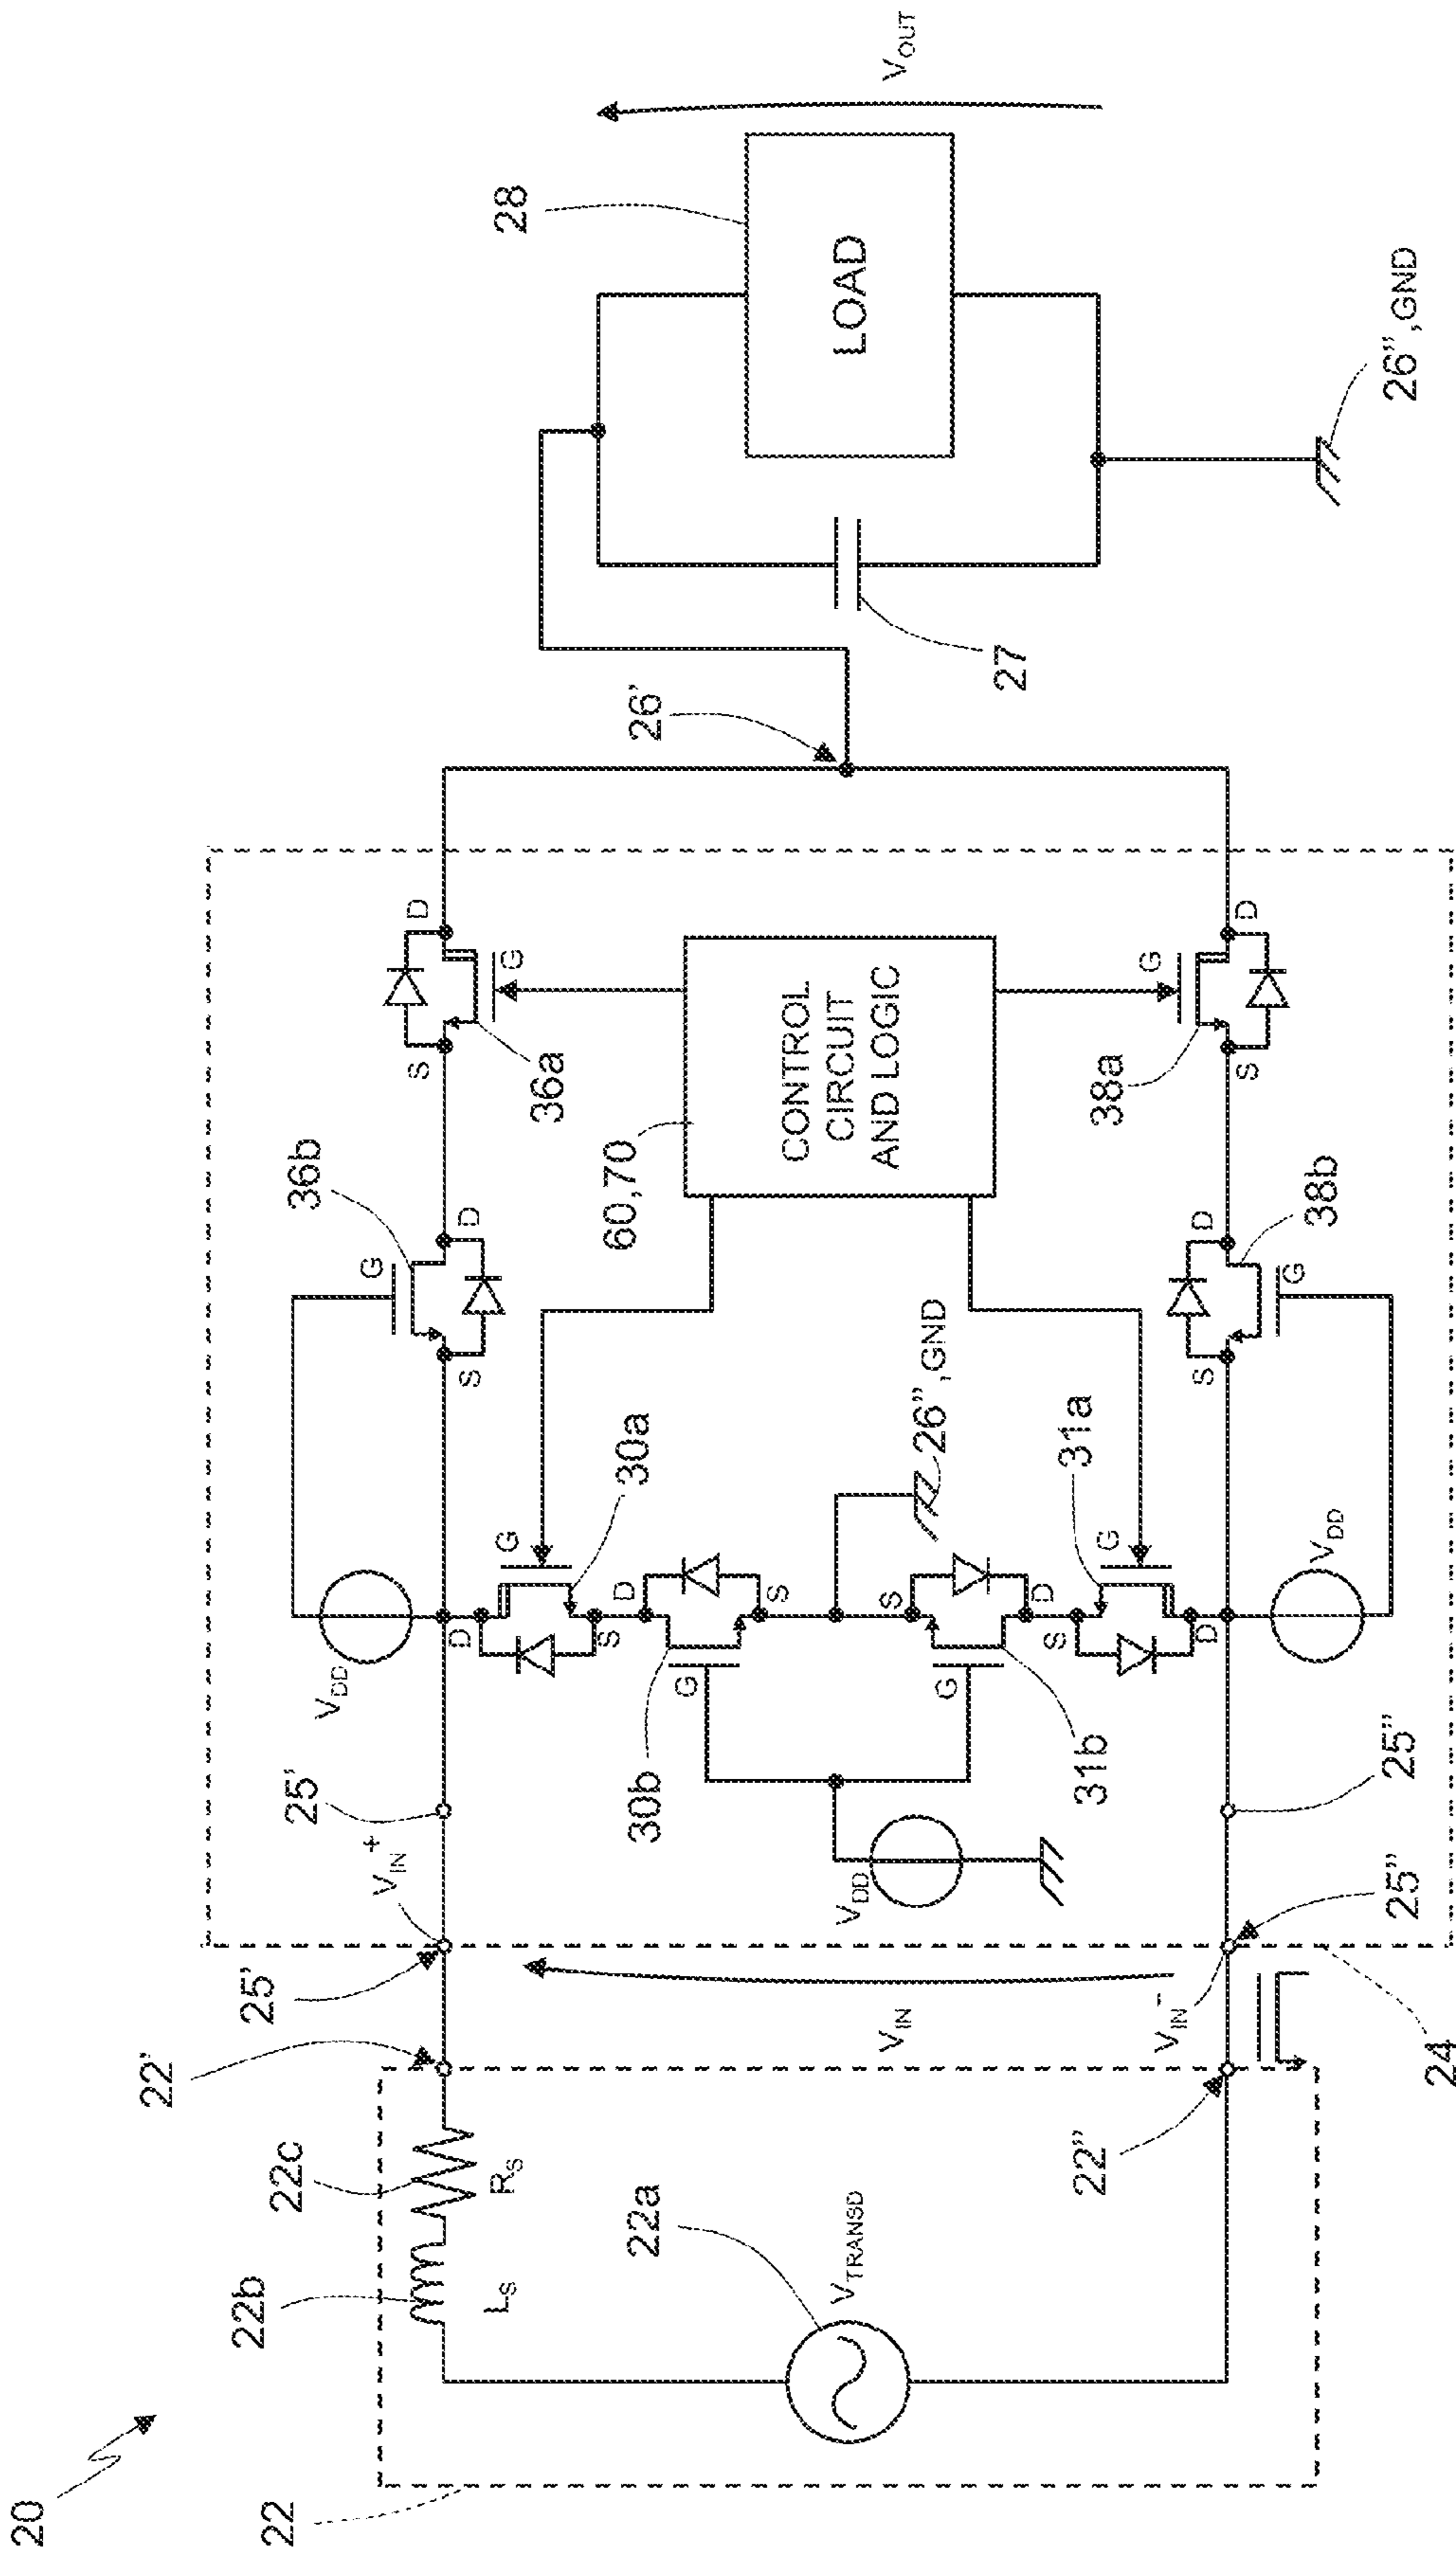 20
22
22b
L_S
22c
R_S
22a
V_TRANSD
22'
22"
25'
V_IN+
V_IN
V_IN-
25"
24
25'
25"
V_DD
V_DD
V_DD
30b
G
D
S
31b
G
S
D
30a
G
D
S
31a
G
S
D
26", GND
36b
G
S
D
38b
G
S
D
60,70
CONTROL
CIRCUIT
AND LOGIC
36a
G
S
D
38a
G
S
D
26'
27
28
LOAD
V_OUT
26", GND